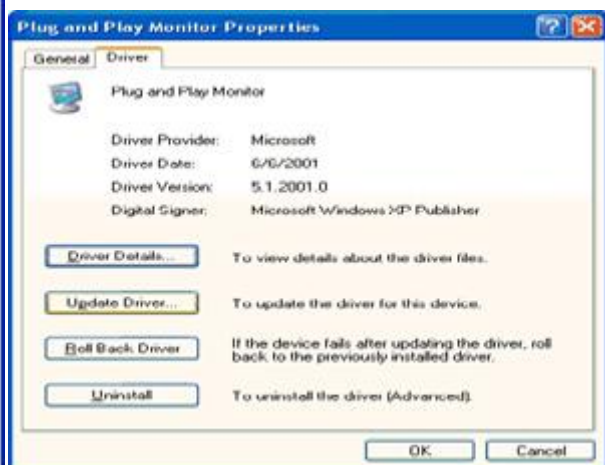 Plug and Play Monitor Properties
General Driver
Plug and Play Monitor
Driver Provider: Microsoft
Driver Date: 6/6/2001
Driver Version: 5.1.2001.0
Digital Signer: Microsoft Windows XP Publisher
Driver Details... To view details about the driver files.
Update Driver... To update the driver for this device.
Roll Back Driver If the device fails after updating the driver, roll
back to the previously installed driver.
Uninstall To uninstall the driver (Advanced).
OK Cancel